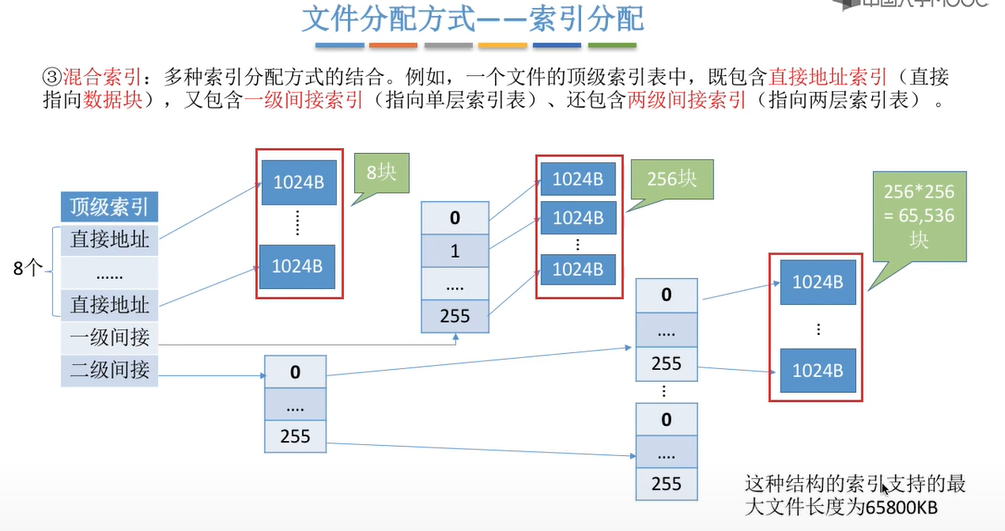 中国大学MOOC
文件分配方式——索引分配
③混合索引：多种索引分配方式的结合。例如，一个文件的顶级索引表中，既包含直接地址索引（直接
指向数据块），又包含一级间接索引（指向单层索引表）、还包含两级间接索引（指向两层索引表）。
顶级索引
直接地址
......
直接地址
一级间接
二级间接
8个
1024B
1024B
8块
0
1
....
255
1024B
1024B
1024B
256块
0
....
255
0
....
255
0
....
255
1024B
1024B
256*256
= 65,536
块
这种结构的索引支持的最
大文件长度为65800KB